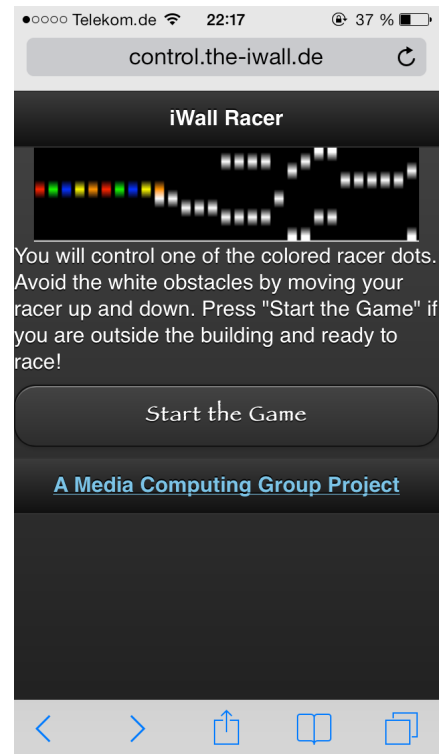 Telekom.de 22:17 37 %
control.the-iwall.de
iWall Racer
You will control one of the colored racer dots.
Avoid the white obstacles by moving your
racer up and down. Press "Start the Game" if
you are outside the building and ready to
race!
Start the Game
A Media Computing Group Project